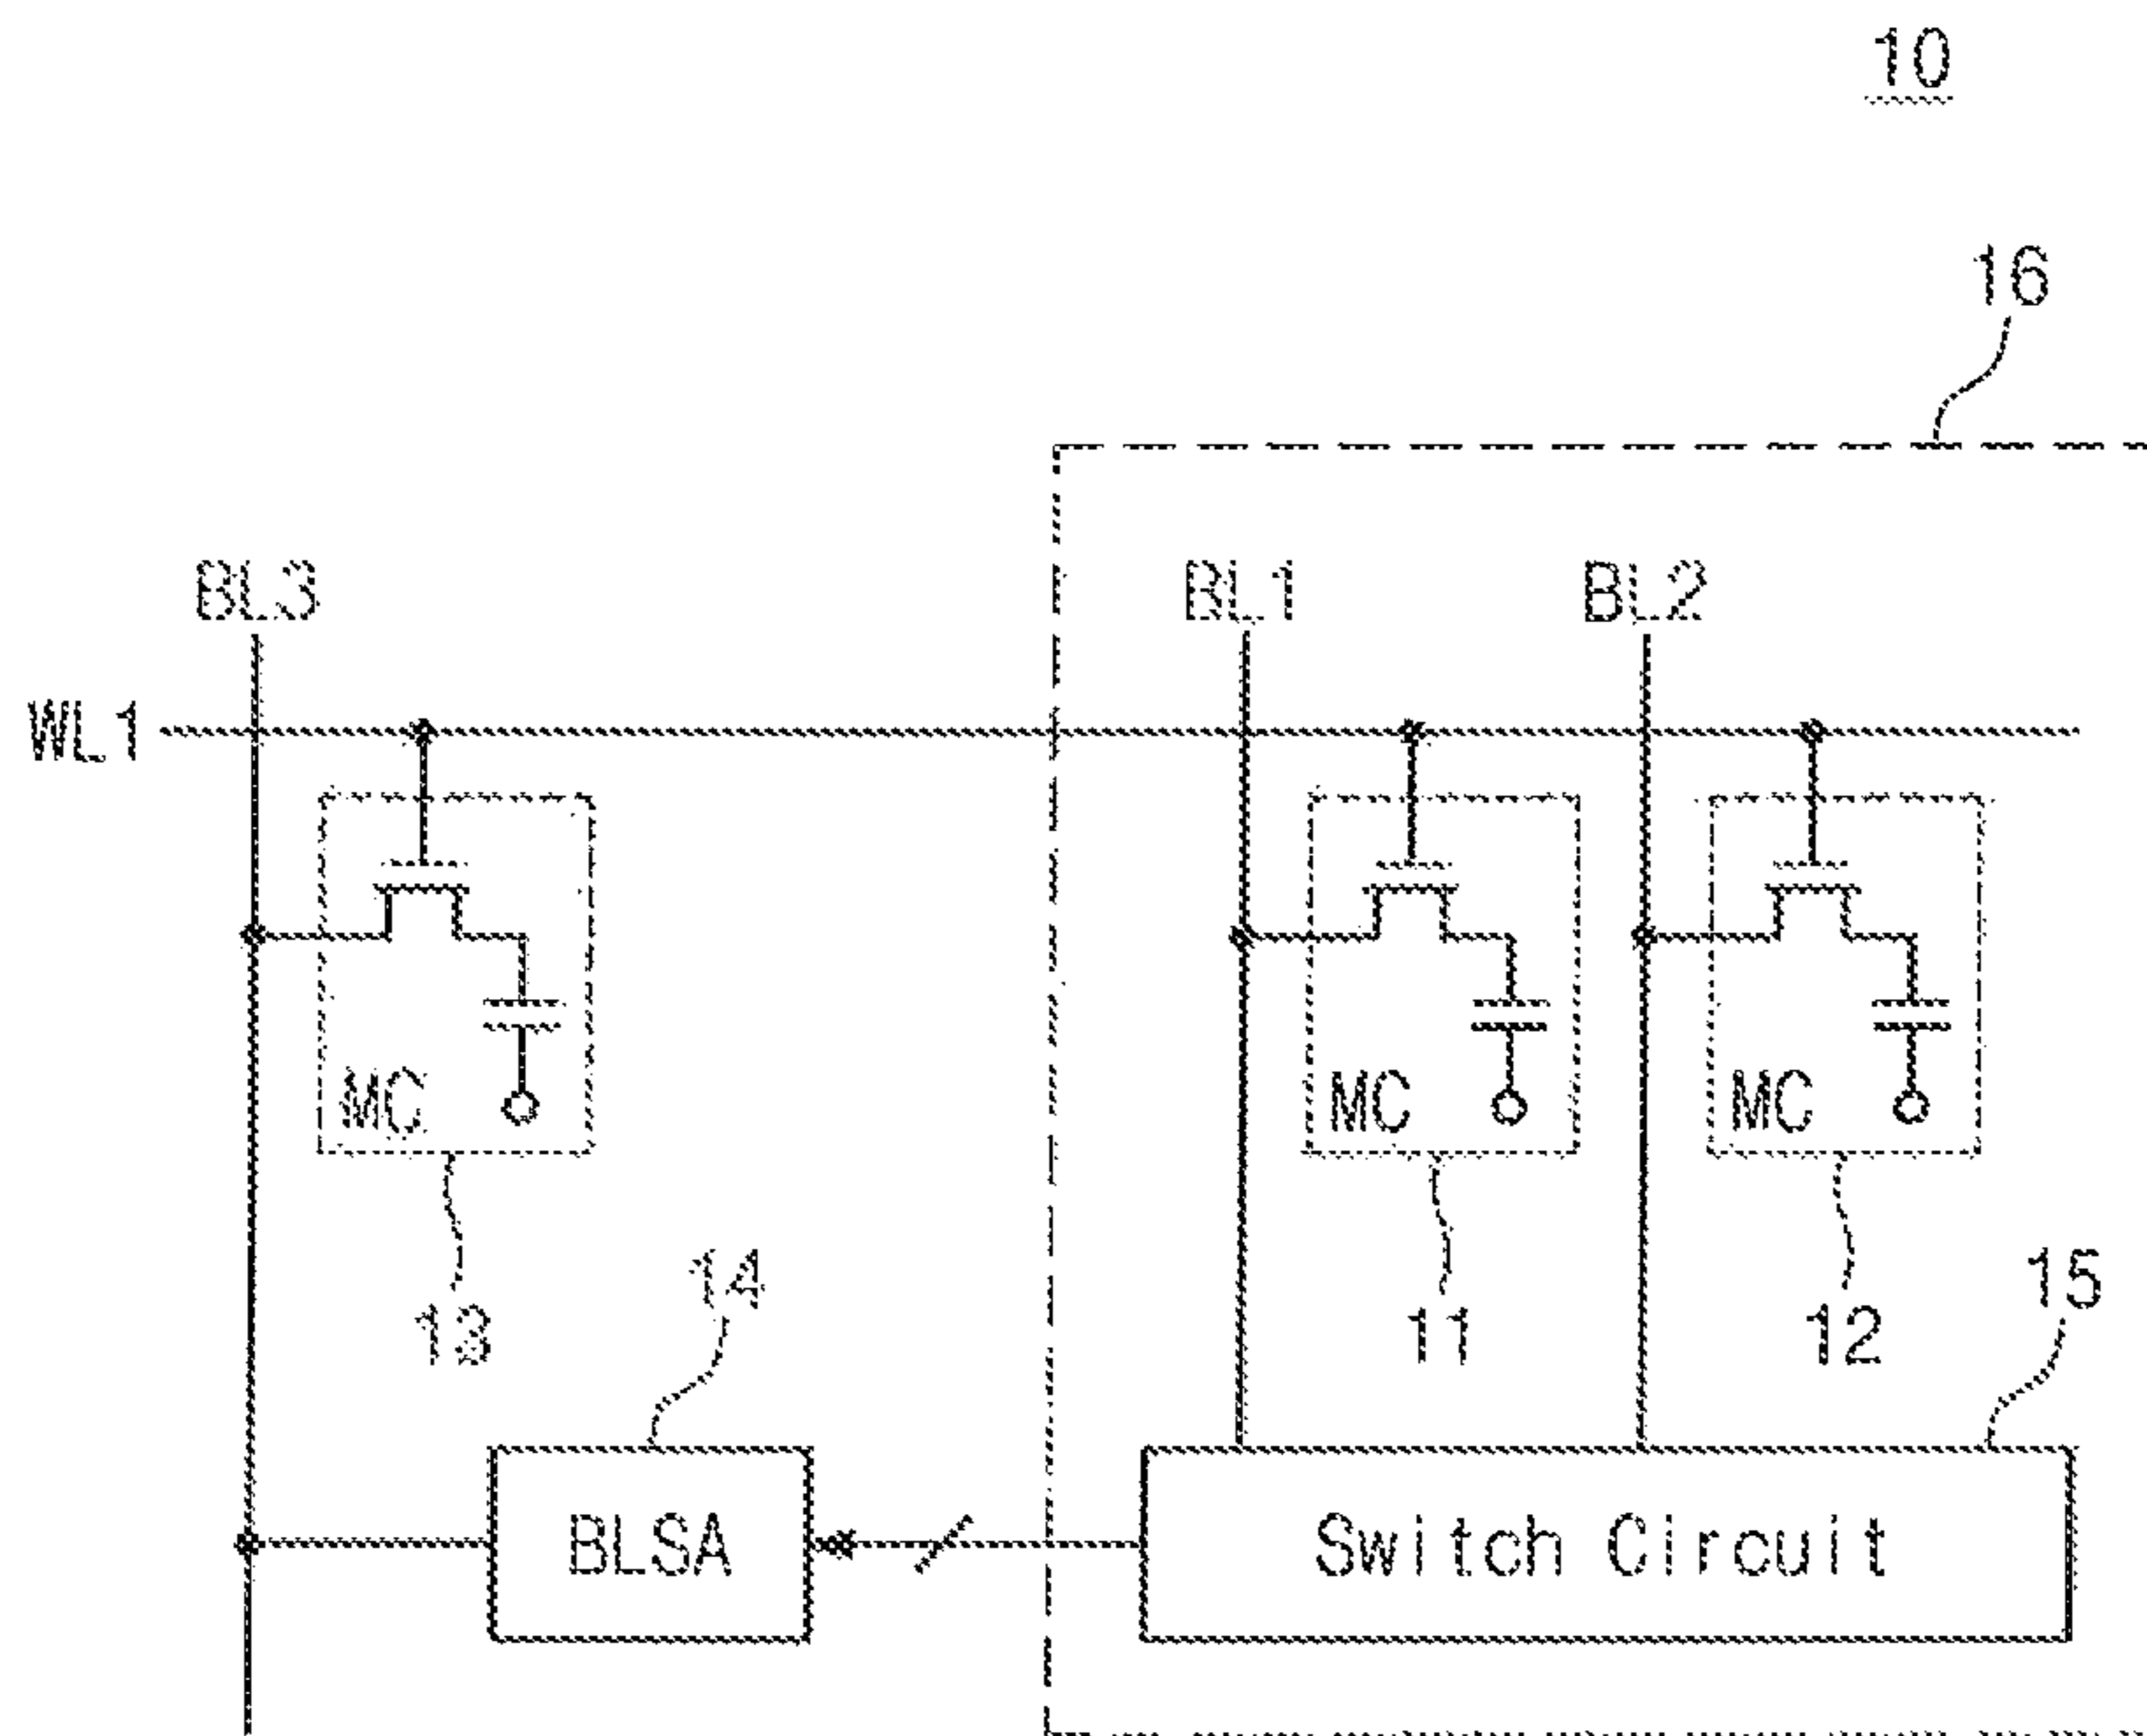 10
16
BL3
BL1
BL2
WL1
MC
MC
MC
14
15
13
11
12
BLSA
Switch Circuit